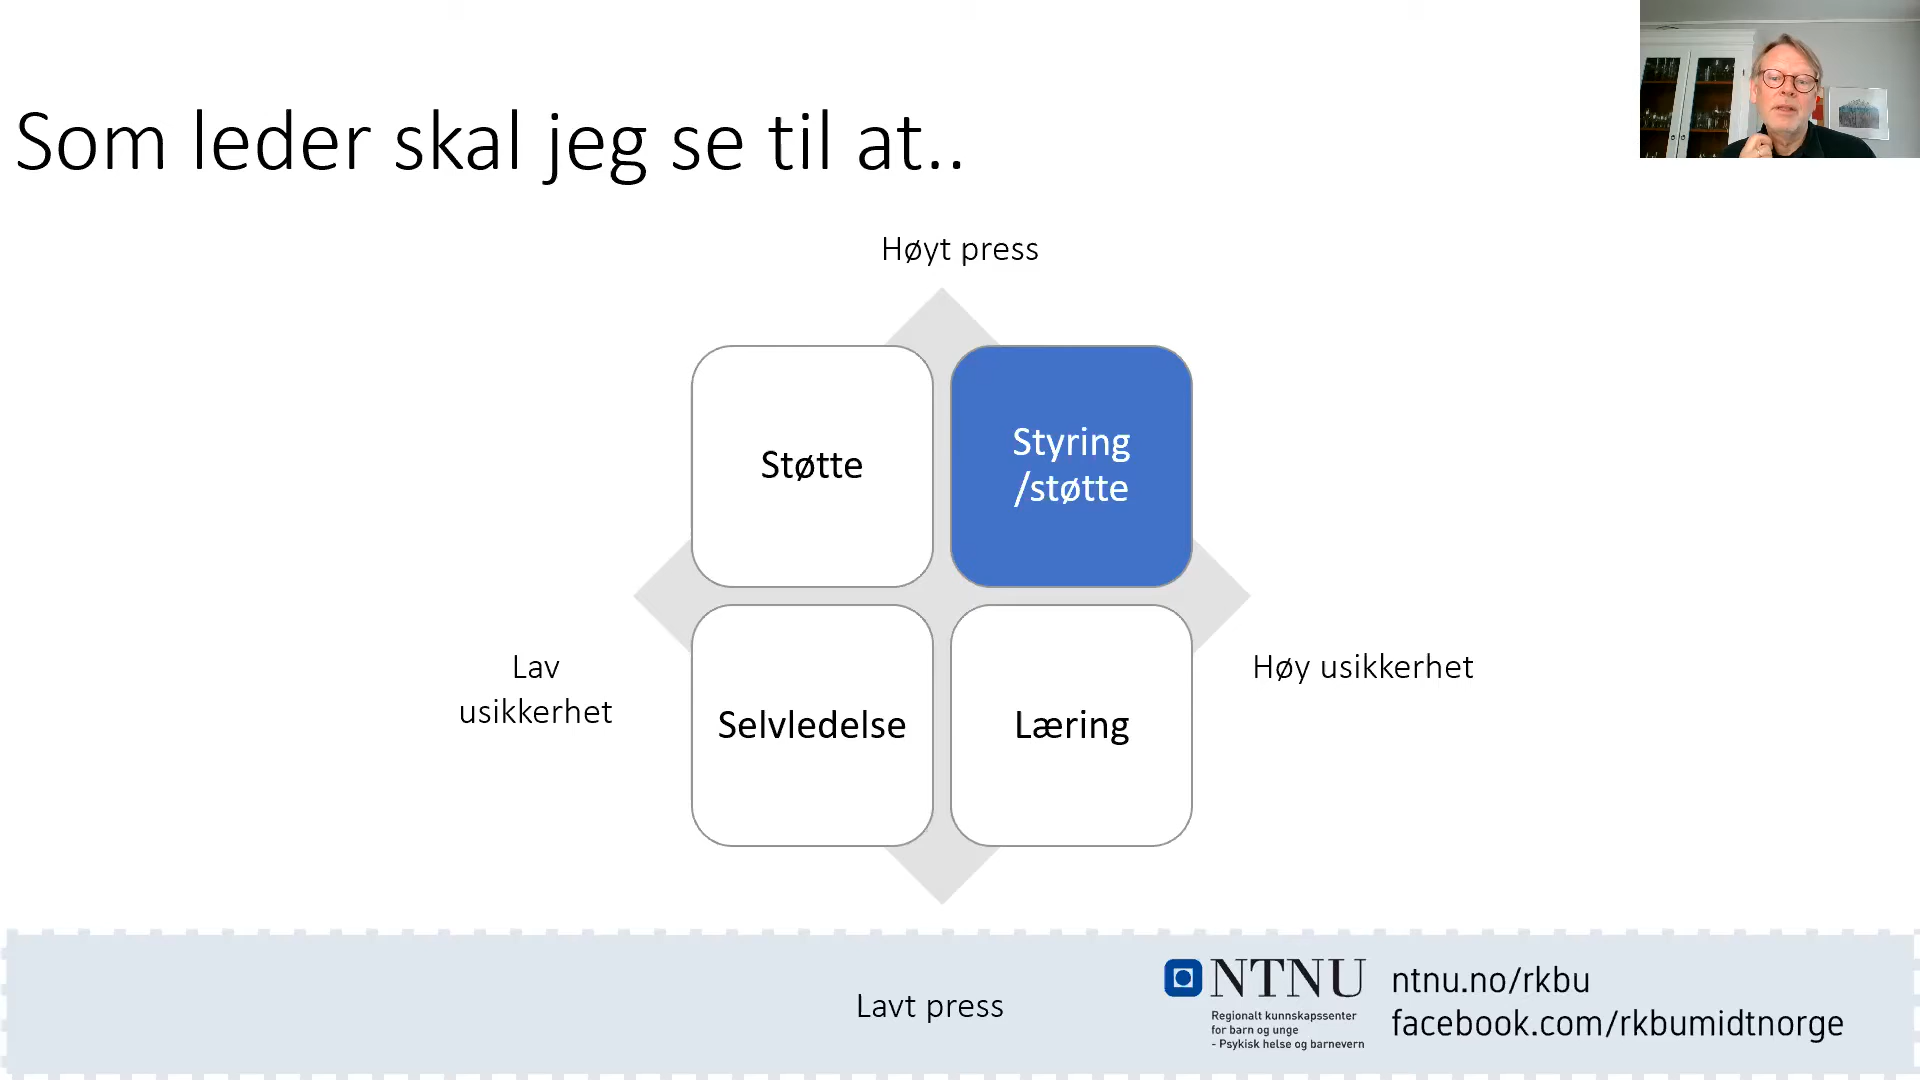 Som leder skal jeg se til at..
Høyt press
Støtte
Styring
/støtte
Lav
usikkerhet
Høy usikkerhet
Selvledelse
Læring
Lavt press
NTNU
Regionalt kunnskapssenter
for barn og unge
- Psykisk helse og barnevern
ntnu.no/rkbu
facebook.com/rkbumidtnorge